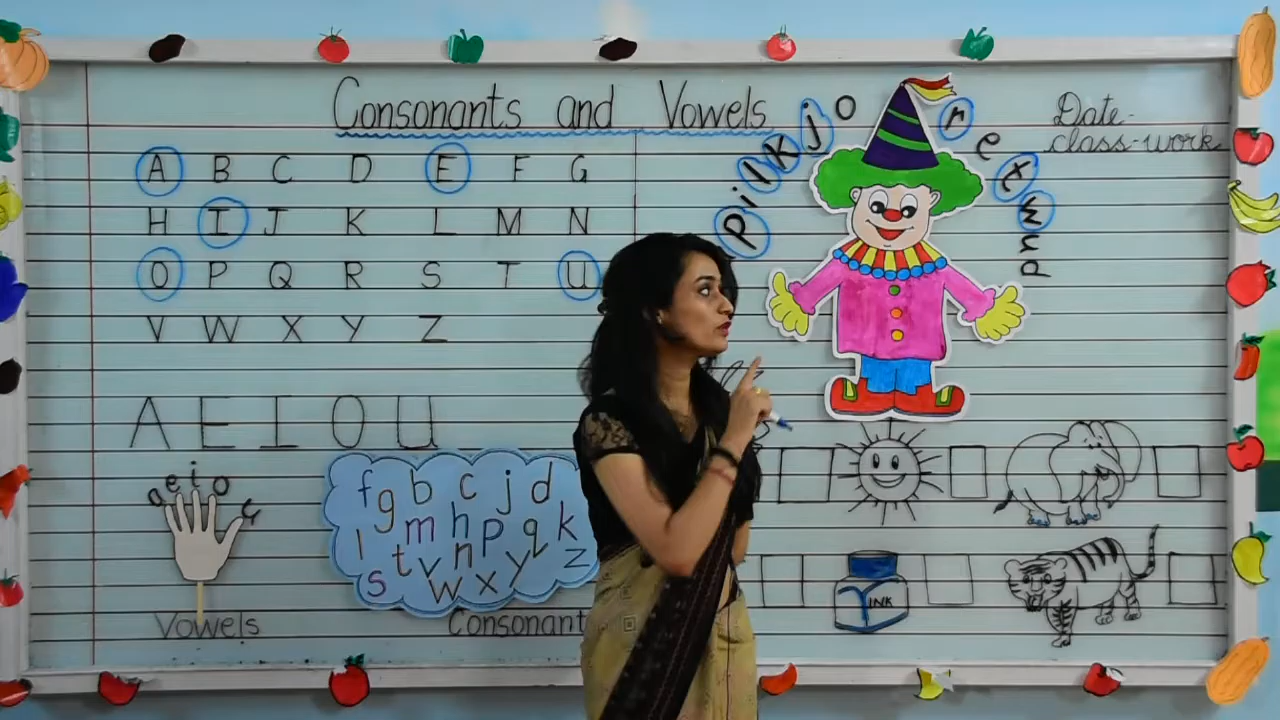 Consonants and Vowels
Date-
class-work
A B C D E F G
H I J K L M N
O P Q R S T U
V W X Y Z
p i l k j o r e t w u d
A E I O U
a e i o u
f g b c j d
m h p q k
l t v n y z
s w x
INK
Vowels
Consonant